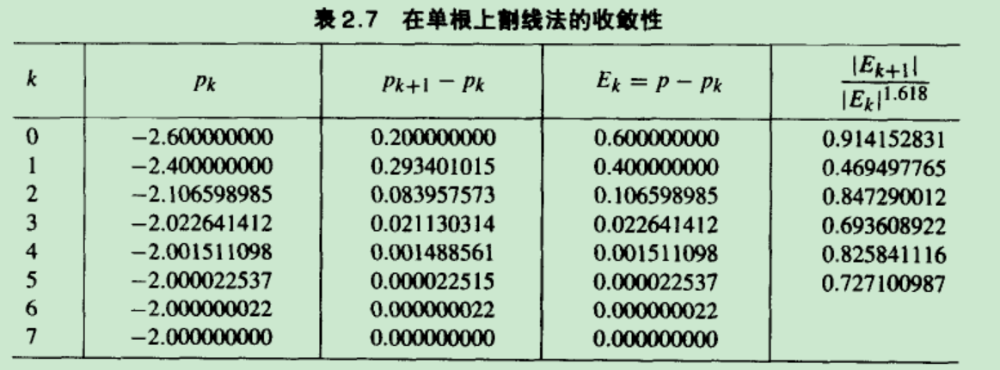 表 2.7 在单根上割线法的收敛性
k p_k p_{k+1} − p_k E_k = p − p_k |E_{k+1}| / |E_k|^{1.618}
0 −2.600000000 0.200000000 0.600000000 0.914152831
1 −2.400000000 0.293401015 0.400000000 0.469497765
2 −2.106598985 0.083957573 0.106598985 0.847290012
3 −2.022641412 0.021130314 0.022641412 0.693608922
4 −2.001511098 0.001488561 0.001511098 0.825841116
5 −2.000022537 0.000022515 0.000022537 0.727100987
6 −2.000000022 0.000000022 0.000000022
7 −2.000000000 0.000000000 0.000000000